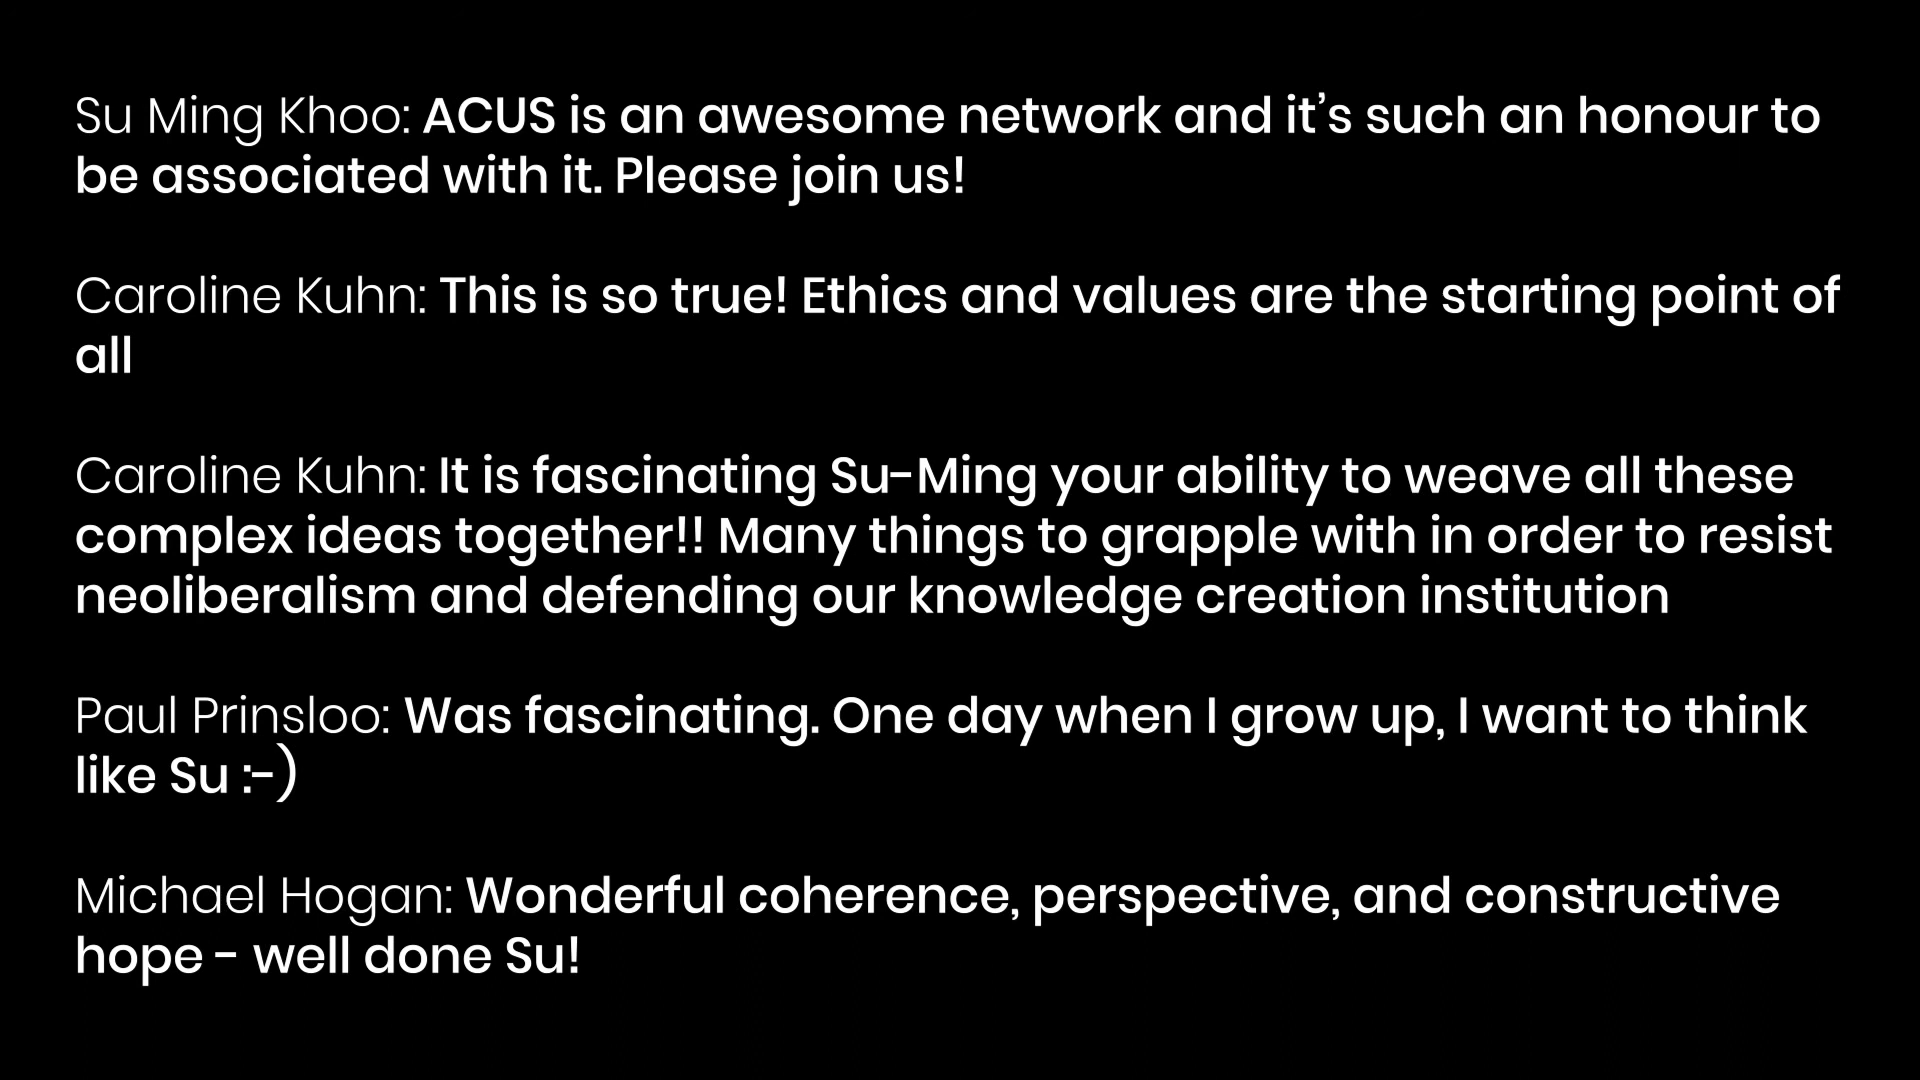 Su Ming Khoo: ACUS is an awesome network and it’s such an honour to
be associated with it. Please join us!
Caroline Kuhn: This is so true! Ethics and values are the starting point of
all
Caroline Kuhn: It is fascinating Su-Ming your ability to weave all these
complex ideas together!! Many things to grapple with in order to resist
neoliberalism and defending our knowledge creation institution
Paul Prinsloo: Was fascinating. One day when I grow up, I want to think
like Su :-)
Michael Hogan: Wonderful coherence, perspective, and constructive
hope - well done Su!